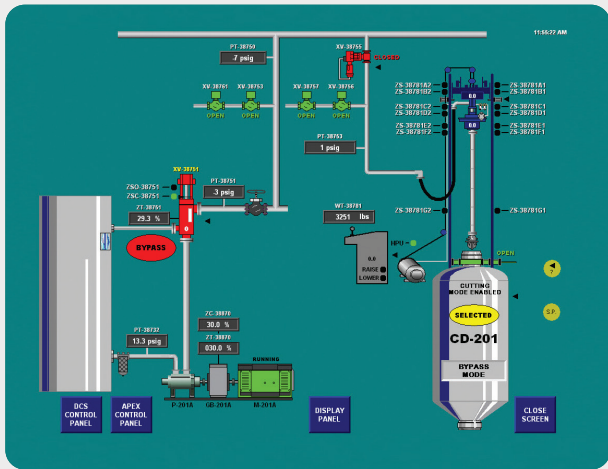 11:55:22 AM
PT-38750
.7 psig
XV-38755
CLOSED
ZS-38781A2
ZS-38781B2
ZS-38781A1
ZS-38781B1
XV-38761
XV-38753
XV-38757
XV-38756
OPEN
OPEN
OPEN
OPEN
ZS-38781C2
ZS-38781D2
ZS-38781C1
ZS-38781D1
0.0
0.0
ZS-38781E2
ZS-38781F2
ZS-38781E1
ZS-38781F1
PT-38753
1 psig
XV-38751
ZSO-38751
ZSC-38751
PT-38751
.3 psig
ZT-38751
29.3 %
BYPASS
WT-38781
3251 lbs
ZS-38781G2
ZS-38781G1
HPU
0.0
RAISE
LOWER
OPEN
?
CUTTING
MODE ENABLED
SELECTED
CD-201
BYPASS
MODE
S.P.
ZC-38870
30.0 %
ZT-38870
030.0 %
PT-38732
13.3 psig
RUNNING
P-201A
GB-201A
M-201A
DCS
CONTROL
PANEL
APEX
CONTROL
PANEL
DISPLAY
PANEL
CLOSE
SCREEN